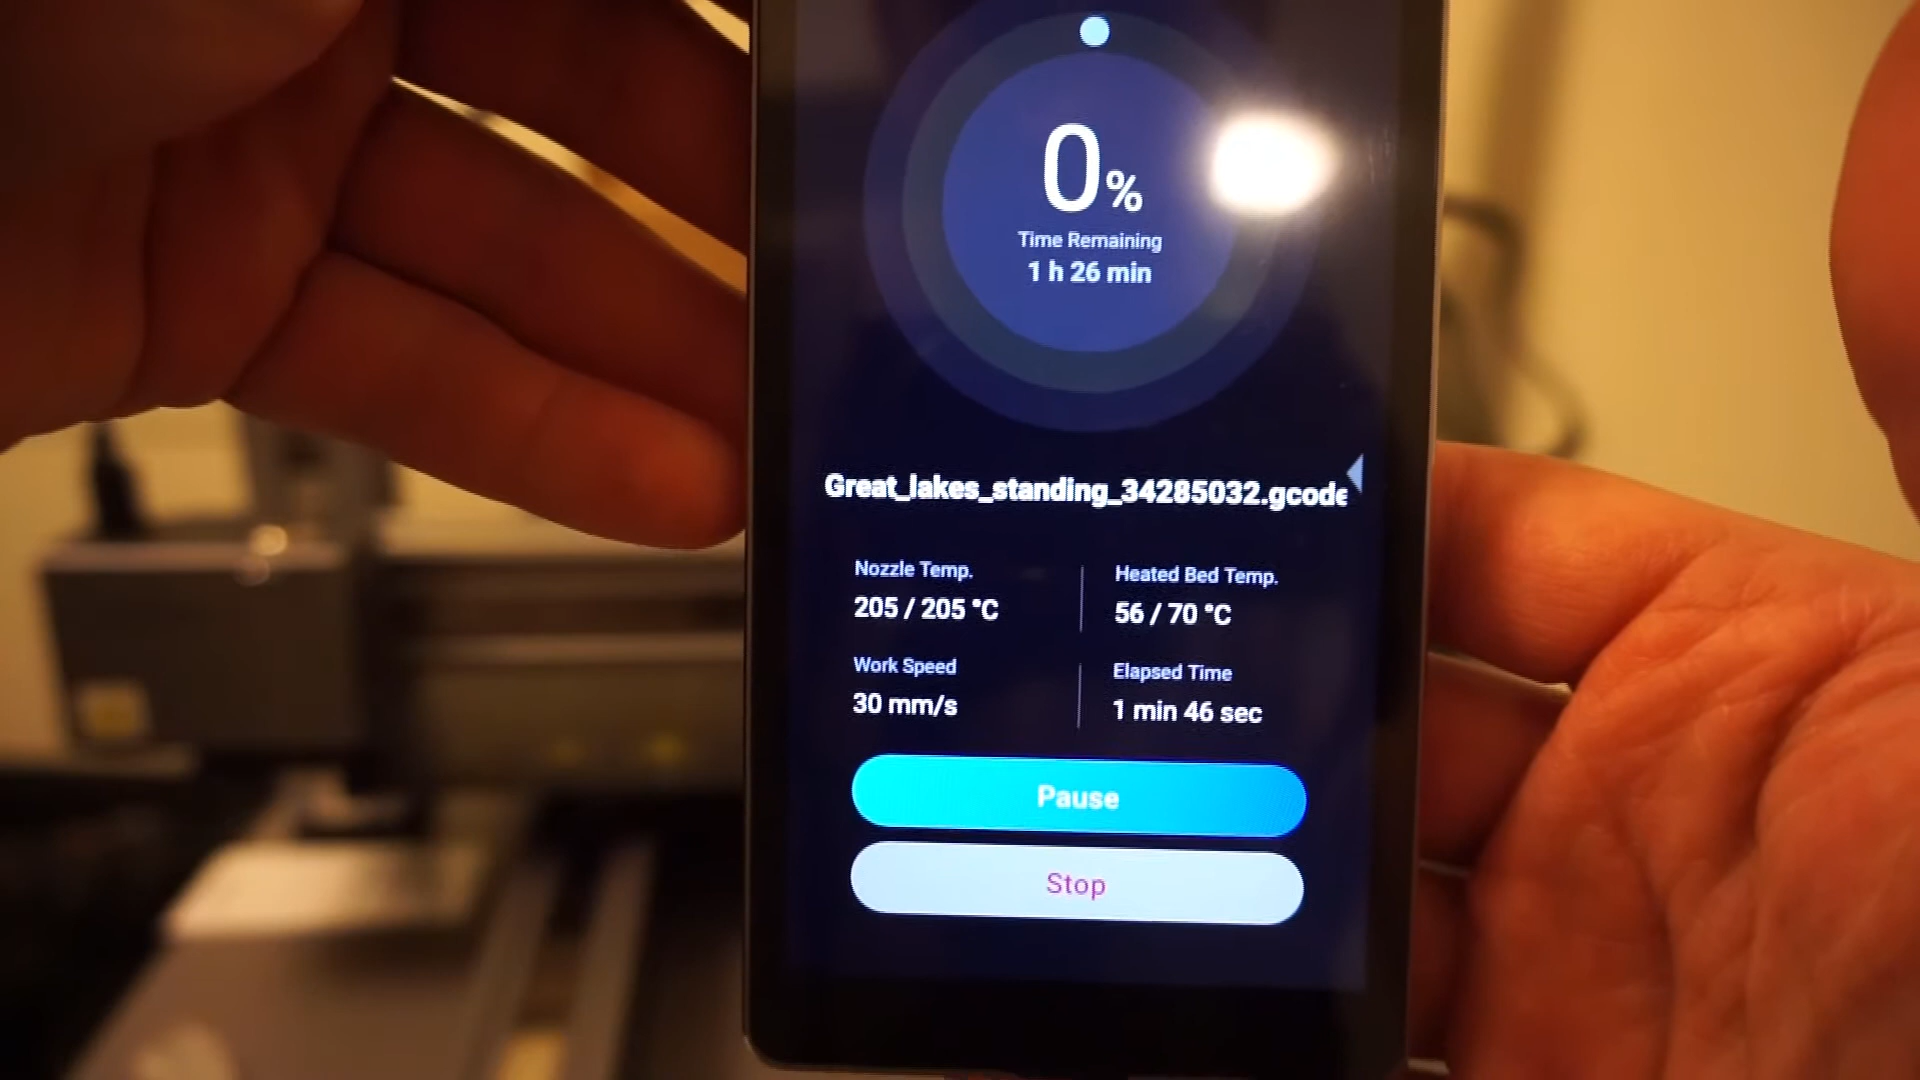 0%
Time Remaining
1 h 26 min
Great_lakes_standing_34285032.gcode
Nozzle Temp.
Heated Bed Temp.
205 / 205 °C
56 / 70 °C
Work Speed
Elapsed Time
30 mm/s
1 min 46 sec
Pause
Stop